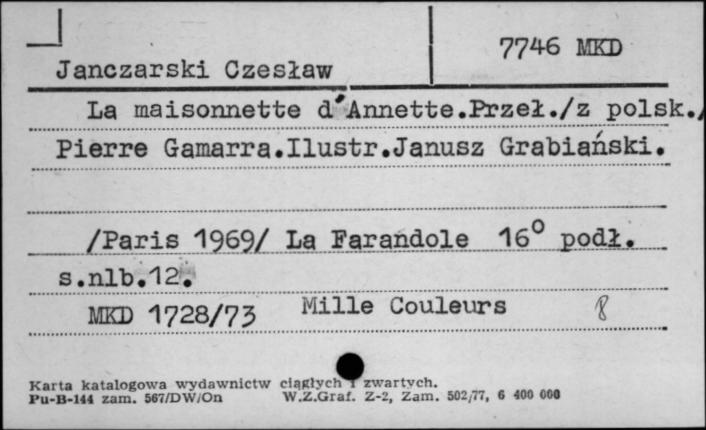 7746 MKD
Janczarski Czesław
La maisonnette d'Annette.Przeł./z polsk./
Pierre Gamarra.Ilustr.Janusz Grabiański.
/Paris 1969/ La Farandole 16° podł.
s.nlb.12.
MKD 1728/73 Mille Couleurs 8
Karta katalogowa wydawnictw ciągłych i zwartych.
Pu-B-144 zam. 567/DW/On W.Z.Graf. Z-2, Zam. 502/77, 6 400 000